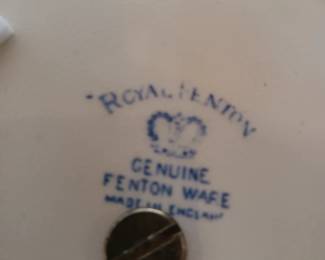 ROYAL FENTON
GENUINE
FENTON WARE
MADE IN ENGLAND